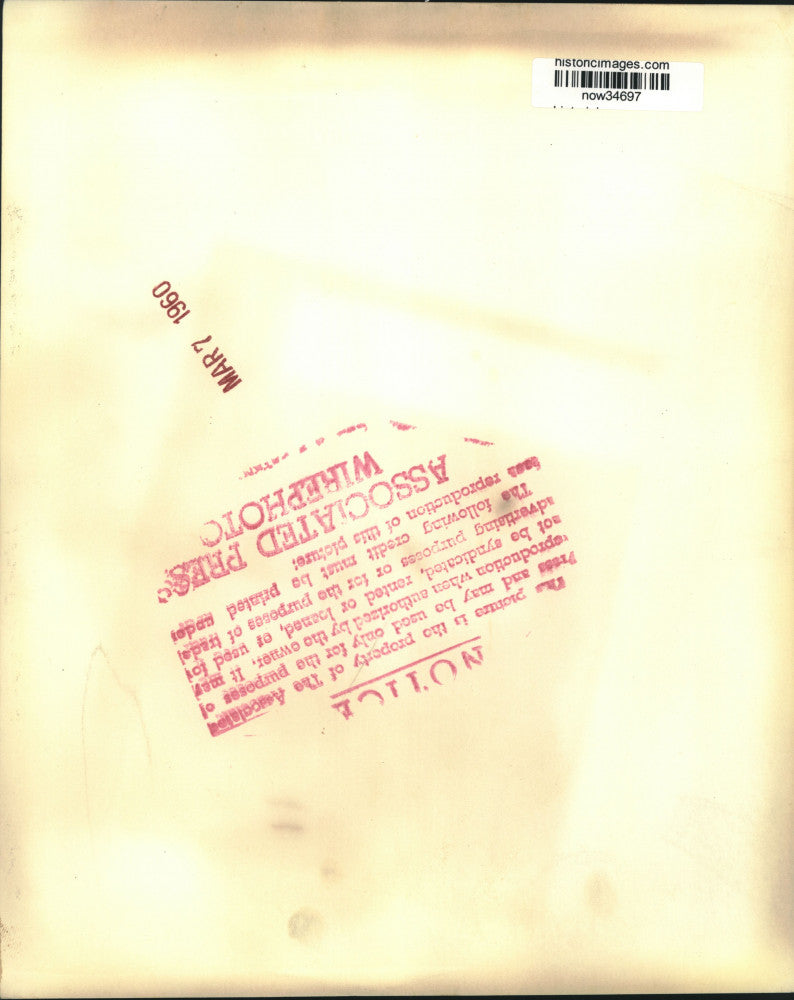 historicimages.com
now34697
MAR 7 1960
NOTICE
The picture is the property of The Associated
Press and may be used only for the purposes of
reproduction when authorized by the owner. It may
not be syndicated, rented, or loaned, or used for
advertising purposes or for the purposes of trade
The following credit must be printed under
reproduction of this picture:
ASSOCIATED PRESS
WIREPHOTO